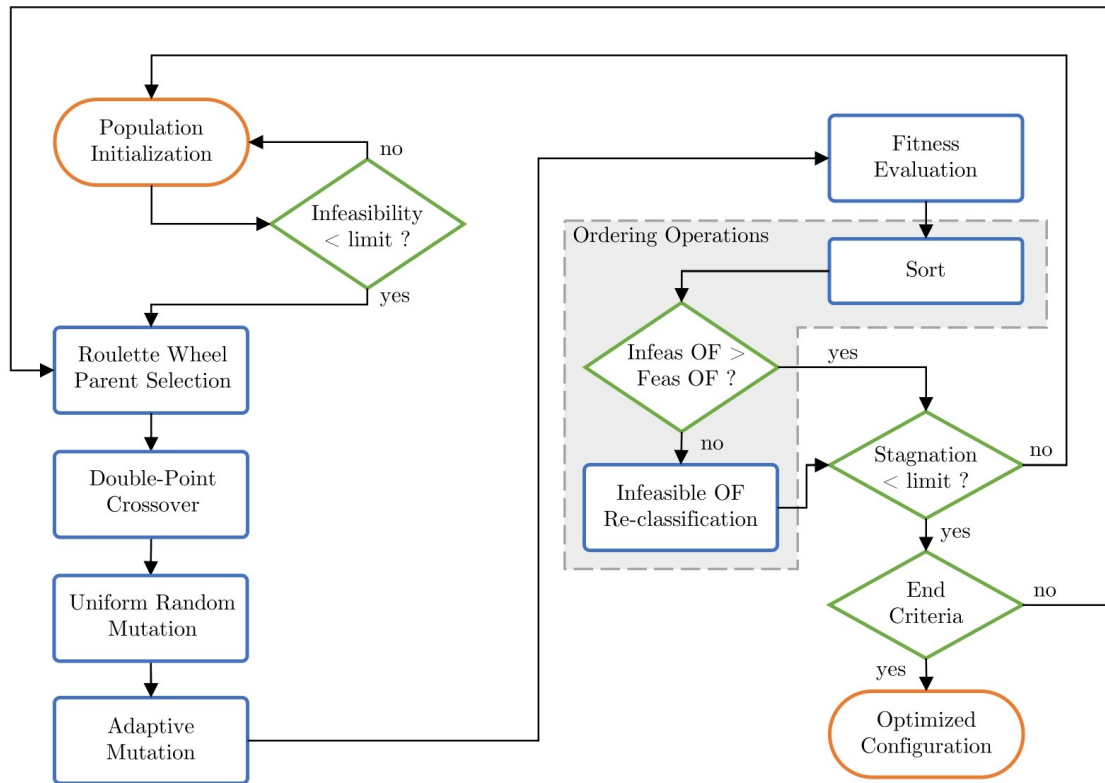 Population
Initialization
no
Infeasibility
< limit ?
yes
Roulette Wheel
Parent Selection
Double-Point
Crossover
Uniform Random
Mutation
Adaptive
Mutation
Fitness
Evaluation
Ordering Operations
Sort
Infeas OF >
Feas OF ?
yes
no
Infeasible OF
Re-classification
Stagnation
< limit ?
no
yes
End
Criteria
no
yes
Optimized
Configuration